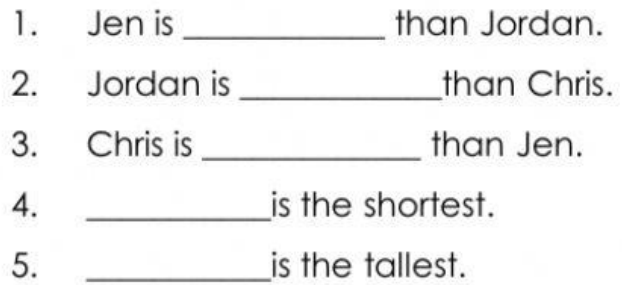 1. Jen is ____________ than Jordan.
2. Jordan is ____________than Chris.
3. Chris is _____________ than Jen.
4. ___________is the shortest.
5. ___________is the tallest.